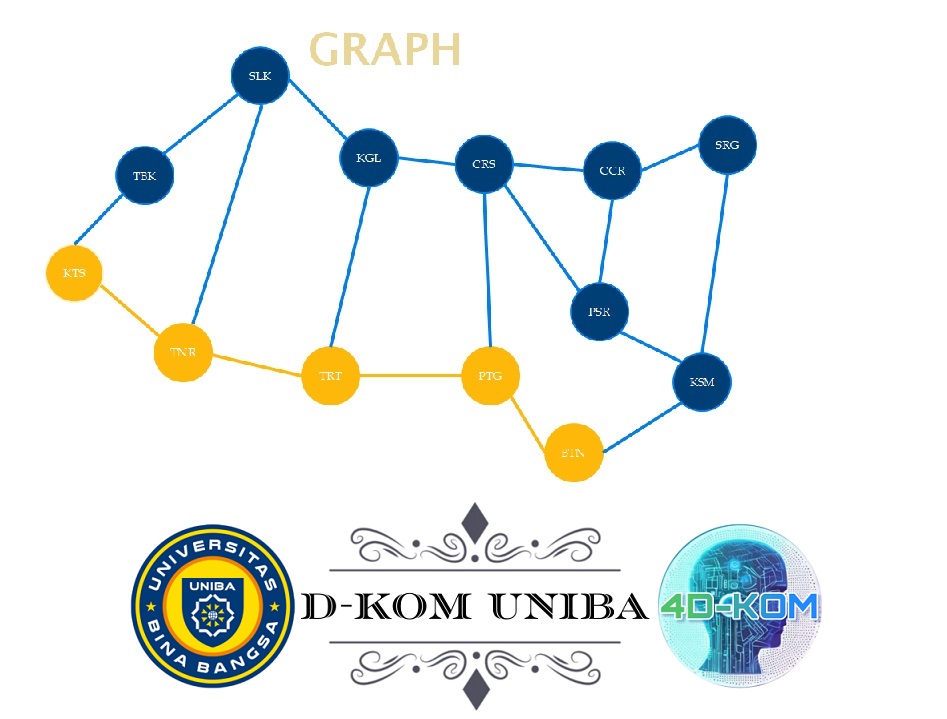 GRAPH
SLK
KGL
CRS
CCR
SRG
TBK
KTS
TNR
TRT
PTG
PSR
KSM
BTN
UNIVERSITAS
UNIBA
BINA BANGSA
D-KOM UNIBA
4D-KOM